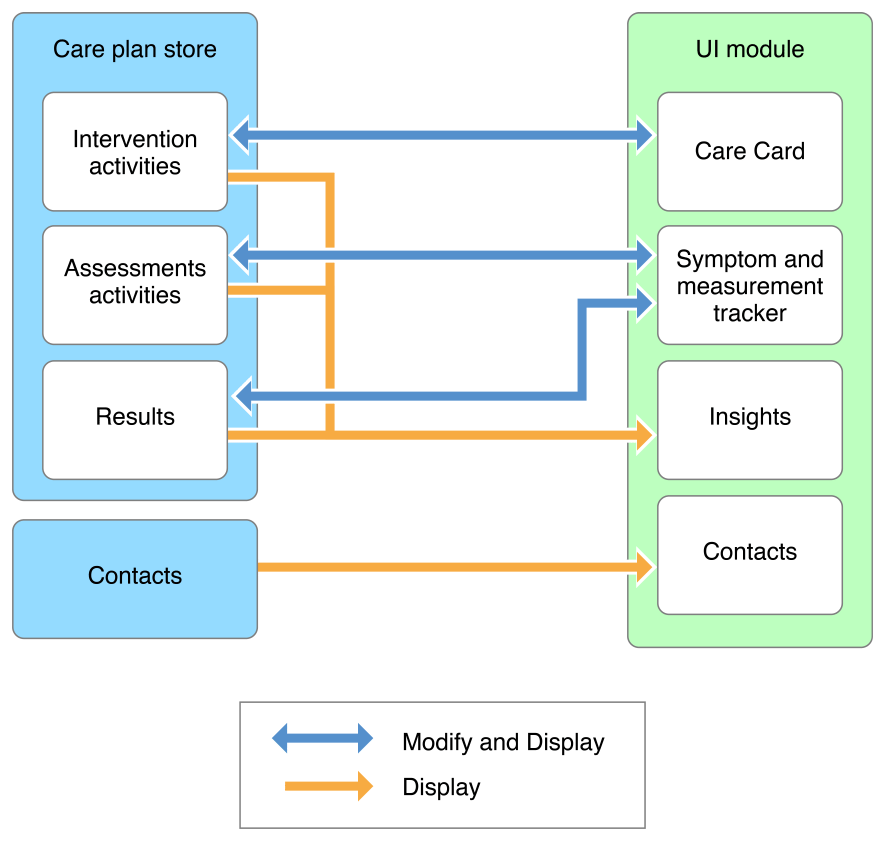 Care plan store
Intervention
activities
Assessments
activities
Results
Contacts
UI module
Care Card
Symptom and
measurement
tracker
Insights
Contacts
Modify and Display
Display